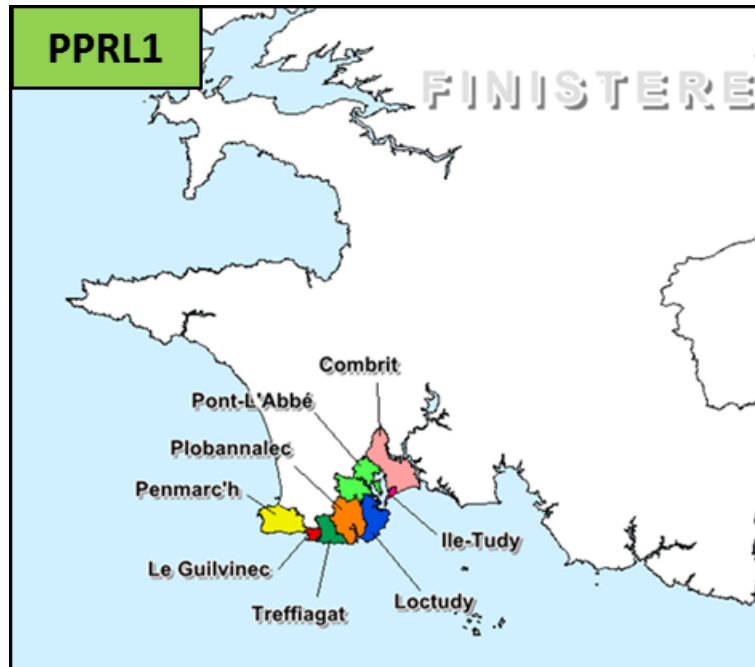 PPRL1
FINISTERE
Combrit
Pont-L'Abbé
Plobannalec
Penmarc'h
Ile-Tudy
Le Guilvinec
Loctudy
Treffiagat